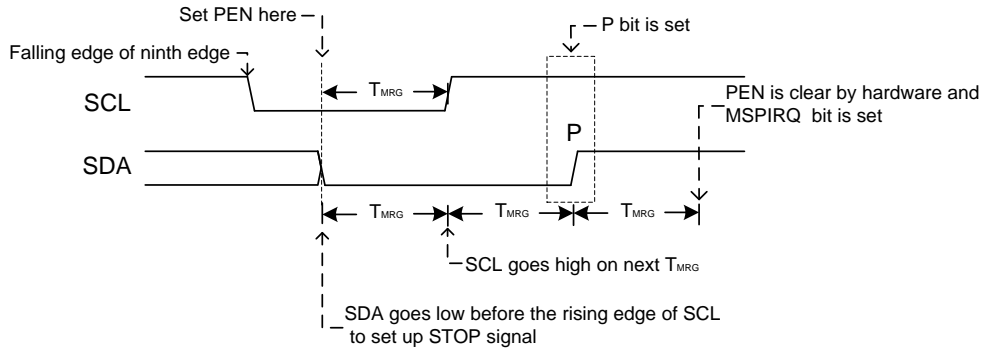 Set PEN here
P bit is set
Falling edge of ninth edge
PEN is clear by hardware and
MSPIRQ bit is set
SCL
TMRG
P
SDA
TMRG
TMRG
TMRG
SCL goes high on next TMRG
SDA goes low before the rising edge of SCL
to set up STOP signal